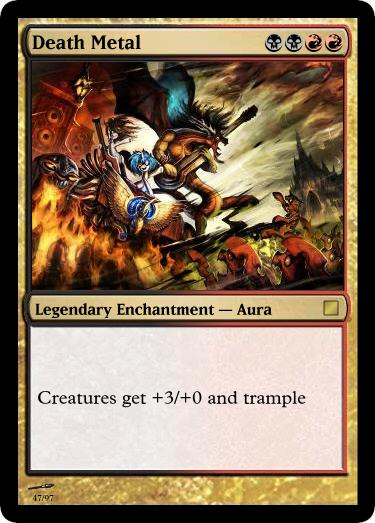 Death Metal
Legendary Enchantment — Aura
Creatures get +3/+0 and trample
47/97